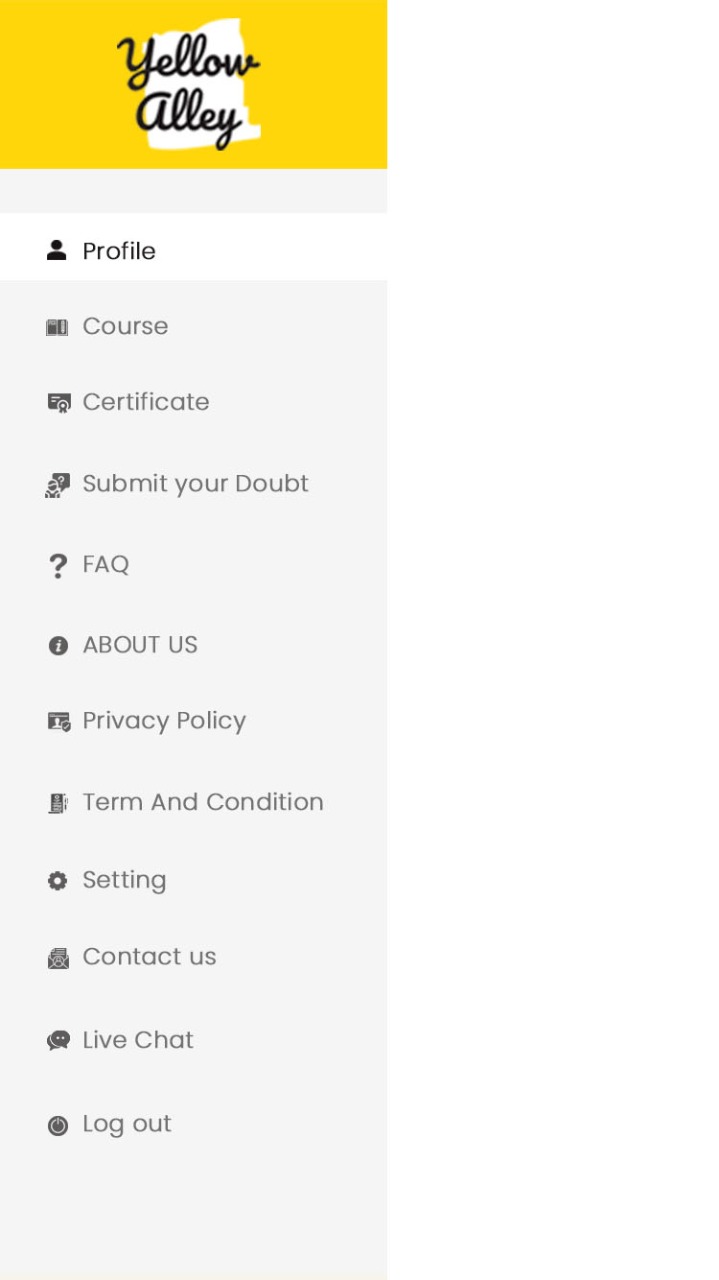 Yellow
Alley
Profile
Course
Certificate
Submit your Doubt
FAQ
ABOUT US
Privacy Policy
Term And Condition
Setting
Contact us
Live Chat
Log out